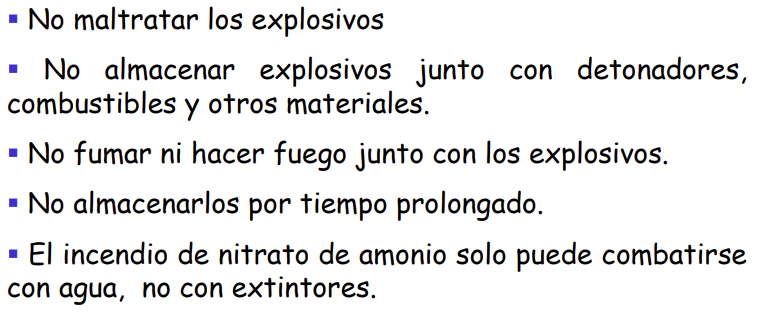 ▪ No maltratar los explosivos
▪ No almacenar explosivos junto con detonadores,
combustibles y otros materiales.
▪ No fumar ni hacer fuego junto con los explosivos.
▪ No almacenarlos por tiempo prolongado.
▪ El incendio de nitrato de amonio solo puede combatirse
con agua, no con extintores.